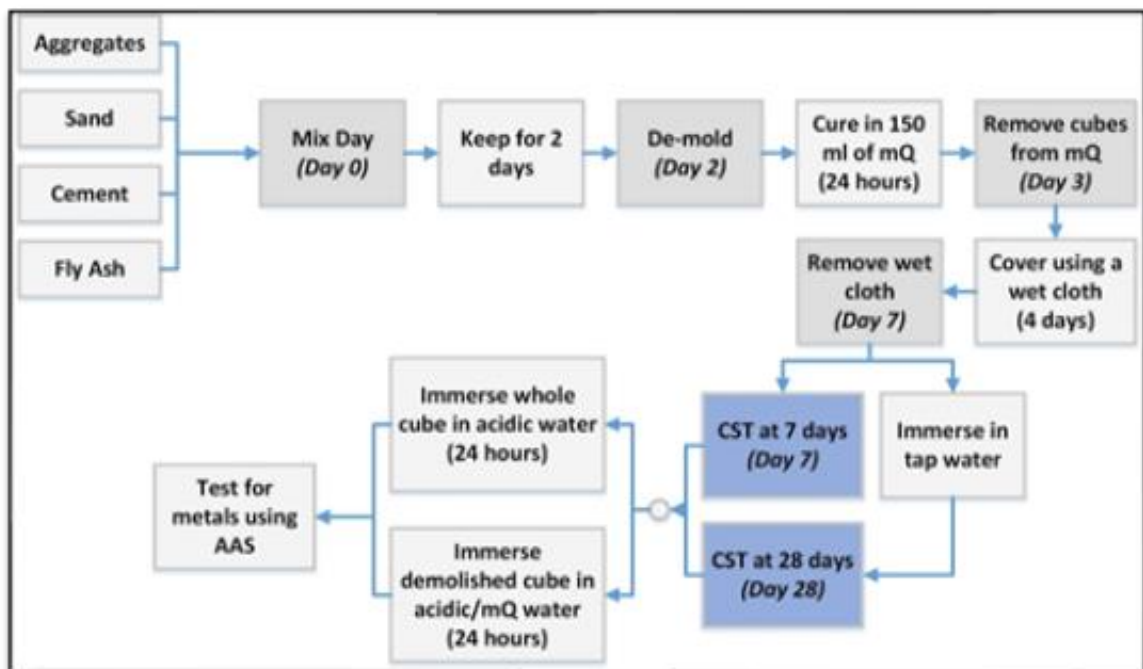 Aggregates
Sand
Cement
Fly Ash
Mix Day
(Day 0)
Keep for 2
days
De-mold
(Day 2)
Cure in 150
ml of mQ
(24 hours)
Remove cubes
from mQ
(Day 3)
Cover using a
wet cloth
(4 days)
Remove wet
cloth
(Day 7)
CST at 7 days
(Day 7)
Immerse in
tap water
CST at 28 days
(Day 28)
Immerse whole
cube in acidic water
(24 hours)
Immerse
demolished cube in
acidic/mQ water
(24 hours)
Test for
metals using
AAS